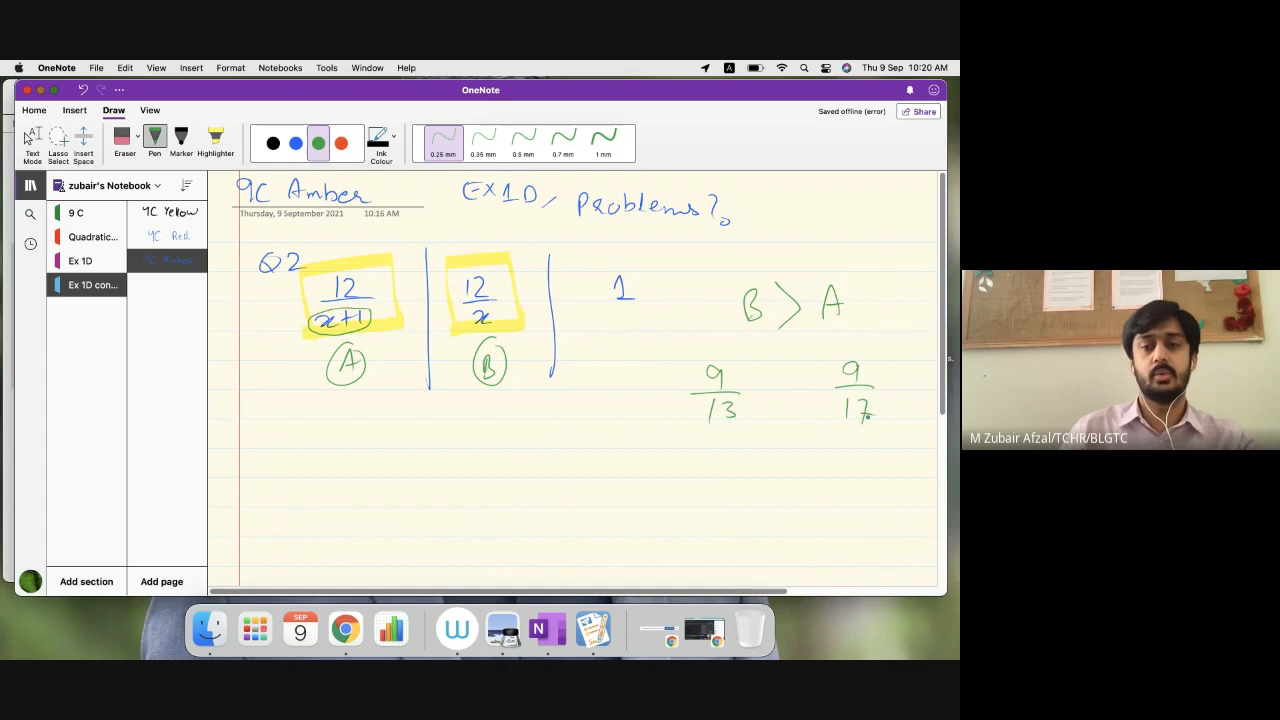 OneNote File Edit View Insert Format Notebooks Tools Window Help A Thu 9 Sep 10:20 AM
OneNote
Home Insert Draw View
Saved offline (error) Share
Text Mode
Lasso Select
Insert Space
Eraser
Pen
Marker
Highlighter
Ink Colour
0.25 mm 0.35 mm 0.5 mm 0.7 mm 1 mm
zubair's Notebook
9 C
Quadratic...
Ex 1D
Ex 1D con...
9C Yellow
9C Red
9C Amber
Add section
Add page
9C Amber EX1D, Problems?
Thursday, 9 September 2021 10:16 AM
Q2
12 12 1 B > A
x+1 x
A B
9 9
13 17
M Zubair Afzal/TCHR/BLGTC
SEP
9
W
N
s.